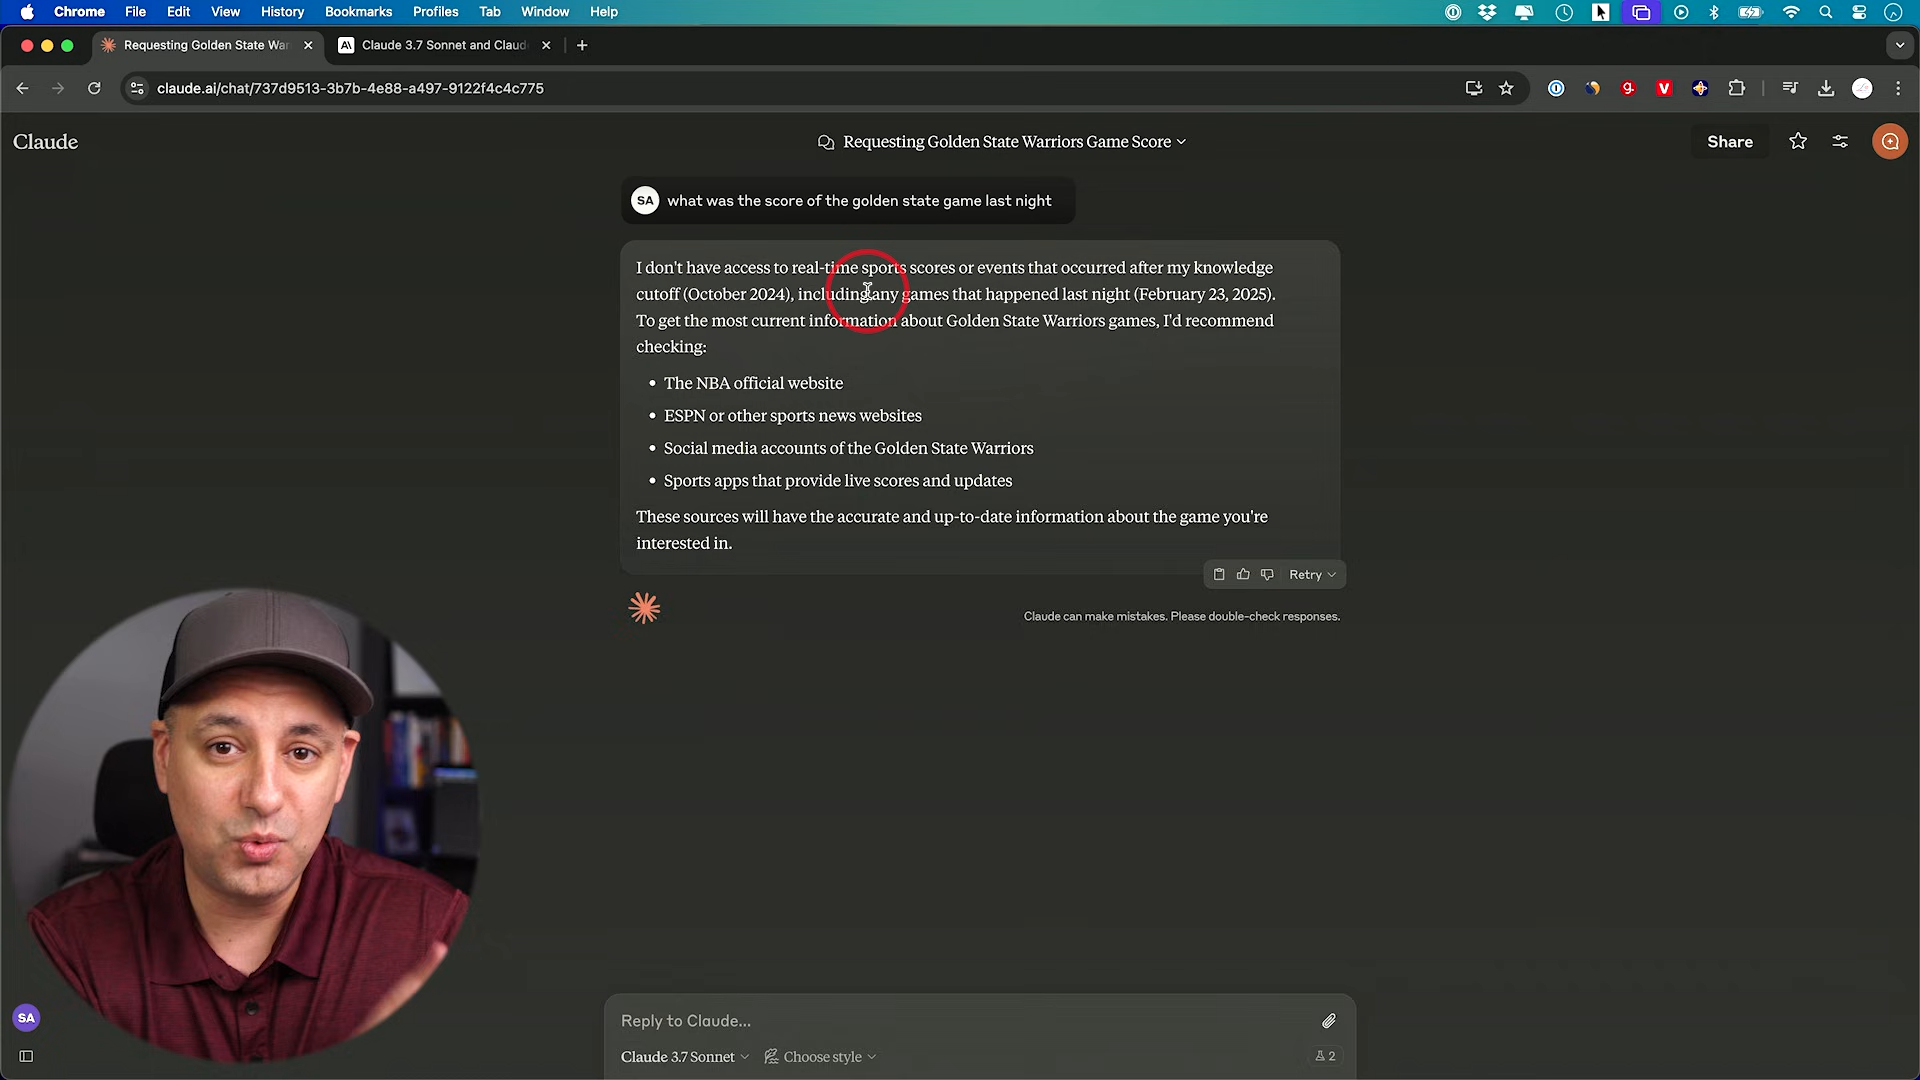 Chrome File Edit View History Bookmarks Profiles Tab Window Help
Requesting Golden State War
Claude 3.7 Sonnet and Claud
claude.ai/chat/737d9513-3b7b-4e88-a497-9122f4c4c775
Claude
Requesting Golden State Warriors Game Score
Share
SA
what was the score of the golden state game last night
I don't have access to real-time sports scores or events that occurred after my knowledge
cutoff (October 2024), including any games that happened last night (February 23, 2025).
To get the most current information about Golden State Warriors games, I'd recommend
checking:
• The NBA official website
• ESPN or other sports news websites
• Social media accounts of the Golden State Warriors
• Sports apps that provide live scores and updates
These sources will have the accurate and up-to-date information about the game you're
interested in.
Retry
Claude can make mistakes. Please double-check responses.
SA
Reply to Claude...
Claude 3.7 Sonnet
Choose style
2